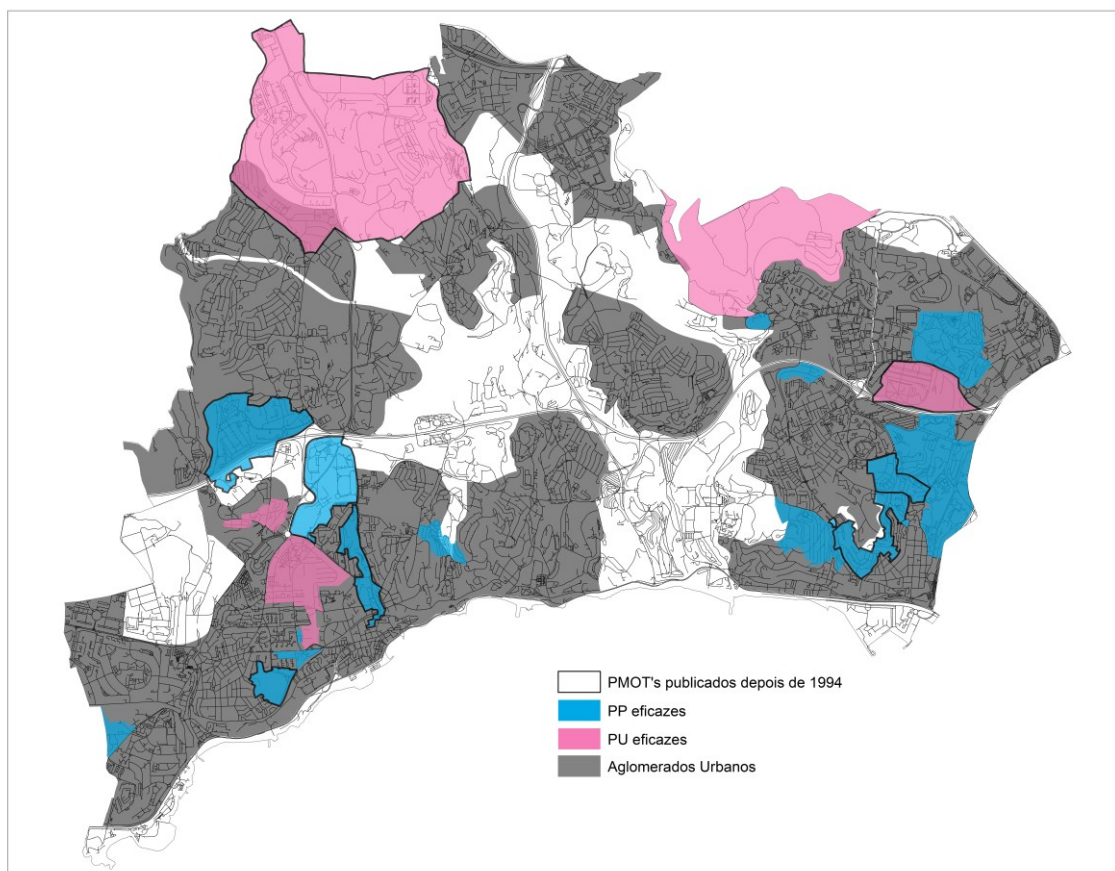 PMOT's publicados depois de 1994
PP eficazes
PU eficazes
Aglomerados Urbanos